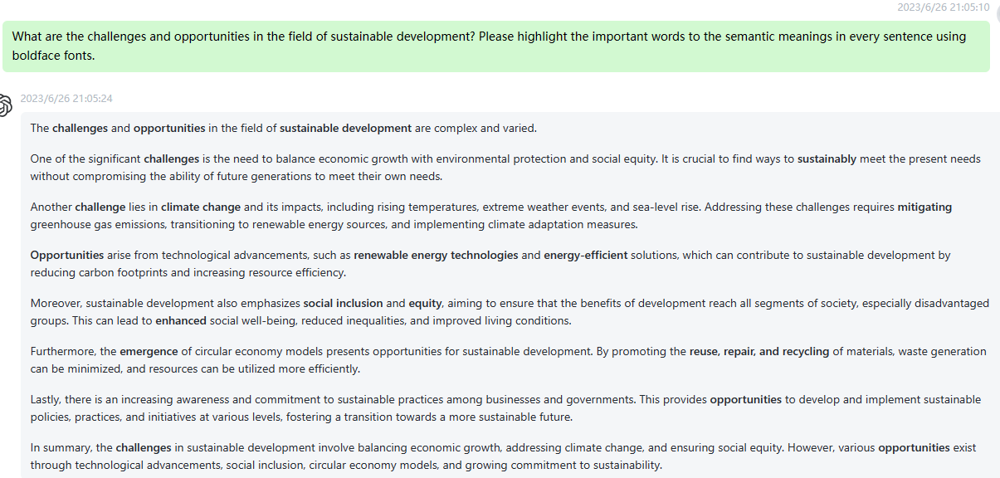 2023/6/26 21:05:10
What are the challenges and opportunities in the field of sustainable development? Please highlight the important words to the semantic meanings in every sentence using
boldface fonts.
2023/6/26 21:05:24
The challenges and opportunities in the field of sustainable development are complex and varied.
One of the significant challenges is the need to balance economic growth with environmental protection and social equity. It is crucial to find ways to sustainably meet the present needs
without compromising the ability of future generations to meet their own needs.
Another challenge lies in climate change and its impacts, including rising temperatures, extreme weather events, and sea-level rise. Addressing these challenges requires mitigating
greenhouse gas emissions, transitioning to renewable energy sources, and implementing climate adaptation measures.
Opportunities arise from technological advancements, such as renewable energy technologies and energy-efficient solutions, which can contribute to sustainable development by
reducing carbon footprints and increasing resource efficiency.
Moreover, sustainable development also emphasizes social inclusion and equity, aiming to ensure that the benefits of development reach all segments of society, especially disadvantaged
groups. This can lead to enhanced social well-being, reduced inequalities, and improved living conditions.
Furthermore, the emergence of circular economy models presents opportunities for sustainable development. By promoting the reuse, repair, and recycling of materials, waste generation
can be minimized, and resources can be utilized more efficiently.
Lastly, there is an increasing awareness and commitment to sustainable practices among businesses and governments. This provides opportunities to develop and implement sustainable
policies, practices, and initiatives at various levels, fostering a transition towards a more sustainable future.
In summary, the challenges in sustainable development involve balancing economic growth, addressing climate change, and ensuring social equity. However, various opportunities exist
through technological advancements, social inclusion, circular economy models, and growing commitment to sustainability.